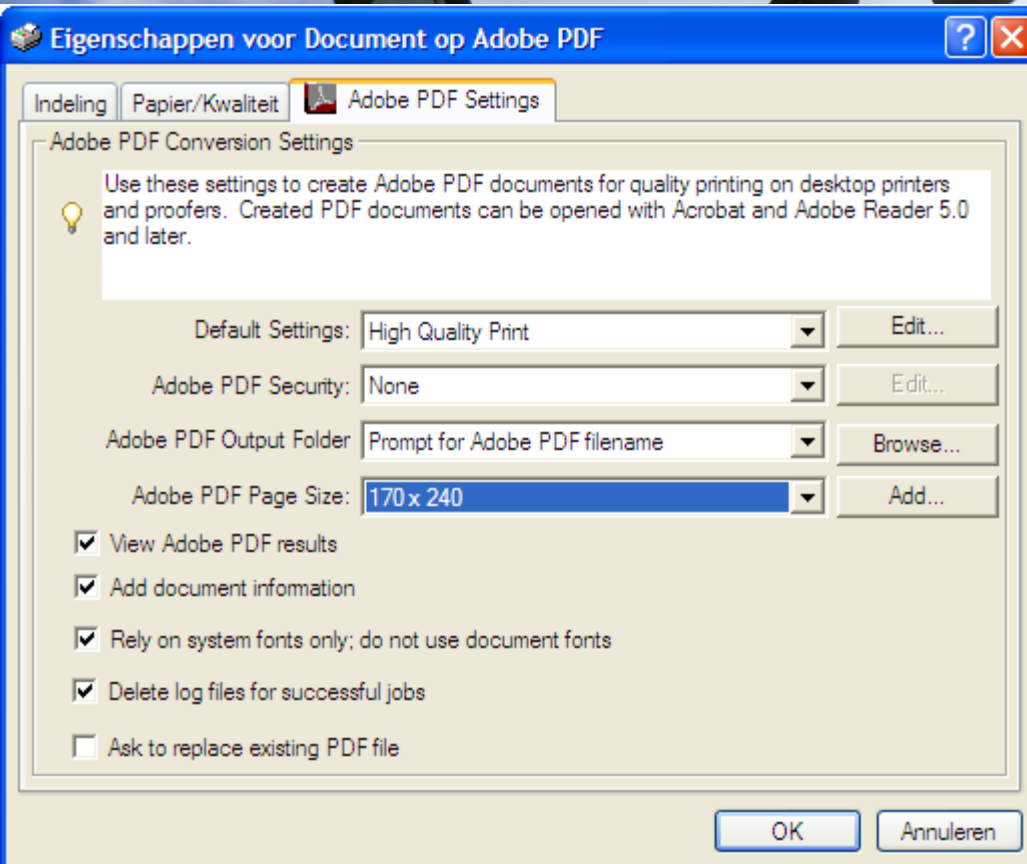 Eigenschappen voor Document op Adobe PDF
Indeling
Papier/Kwaliteit
Adobe PDF Settings
Adobe PDF Conversion Settings
Use these settings to create Adobe PDF documents for quality printing on desktop printers
and proofers.  Created PDF documents can be opened with Acrobat and Adobe Reader 5.0
and later.
Default Settings: High Quality Print Edit...
Adobe PDF Security: None Edit...
Adobe PDF Output Folder Prompt for Adobe PDF filename Browse...
Adobe PDF Page Size: 170 x 240 Add...
View Adobe PDF results
Add document information
Rely on system fonts only; do not use document fonts
Delete log files for successful jobs
Ask to replace existing PDF file
OK Annuleren